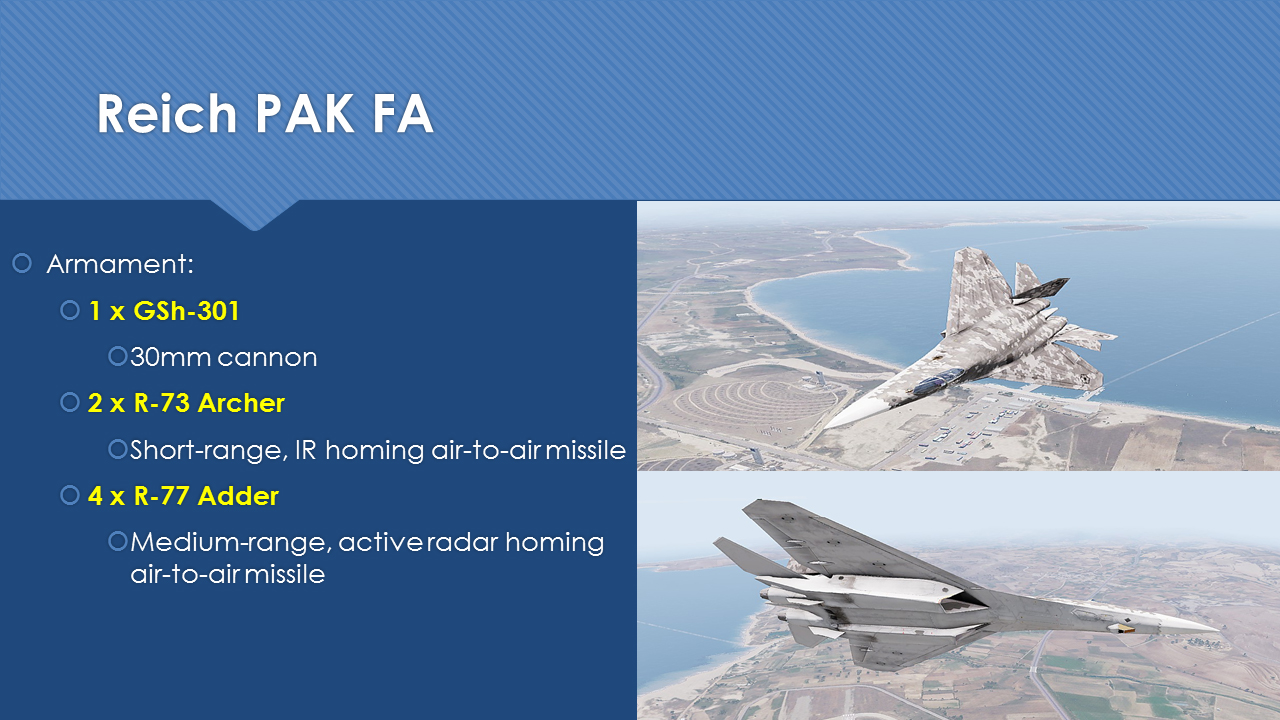 Reich PAK FA
Armament:
1 x GSh-301
30mm cannon
2 x R-73 Archer
Short-range, IR homing air-to-air missile
4 x R-77 Adder
Medium-range, active radar homing
air-to-air missile